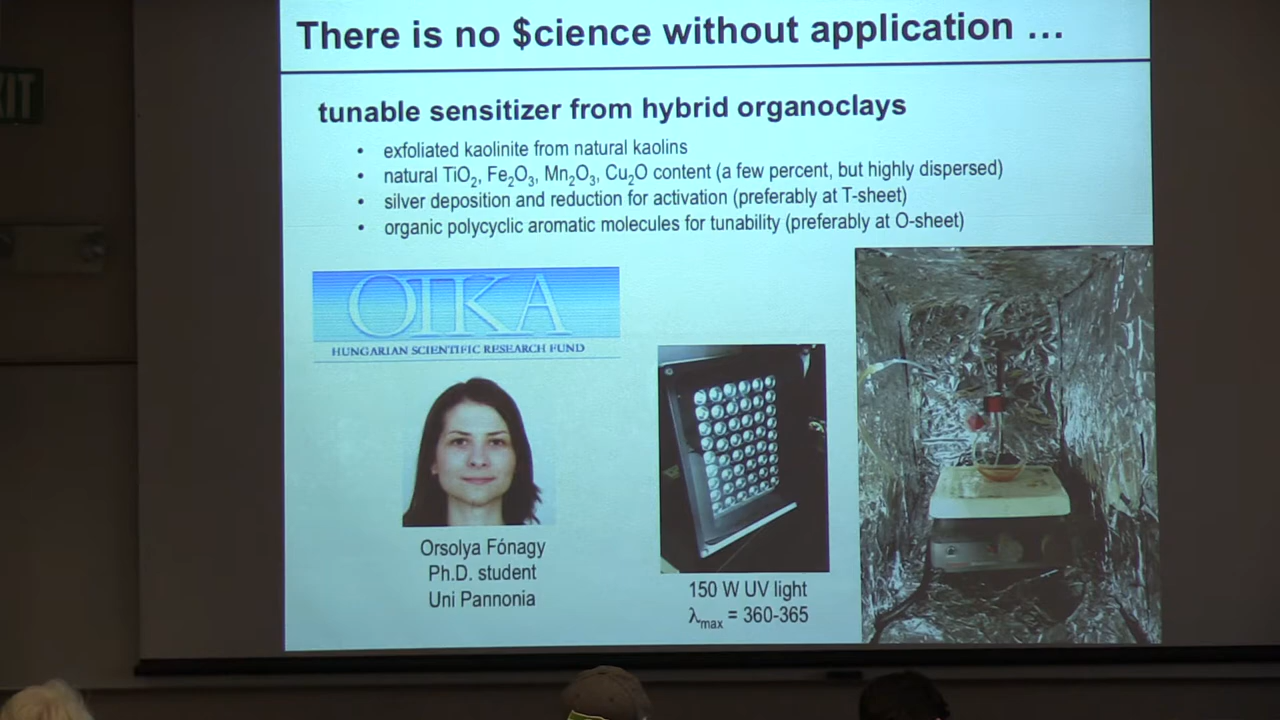 There is no $cience without application …
tunable sensitizer from hybrid organoclays
• exfoliated kaolinite from natural kaolins
• natural TiO₂, Fe₂O₃, Mn₂O₃, Cu₂O content (a few percent, but highly dispersed)
• silver deposition and reduction for activation (preferably at T-sheet)
• organic polycyclic aromatic molecules for tunability (preferably at O-sheet)
OTKA
HUNGARIAN SCIENTIFIC RESEARCH FUND
Orsolya Fónagy
Ph.D. student
Uni Pannonia
150 W UV light
λmax = 360-365